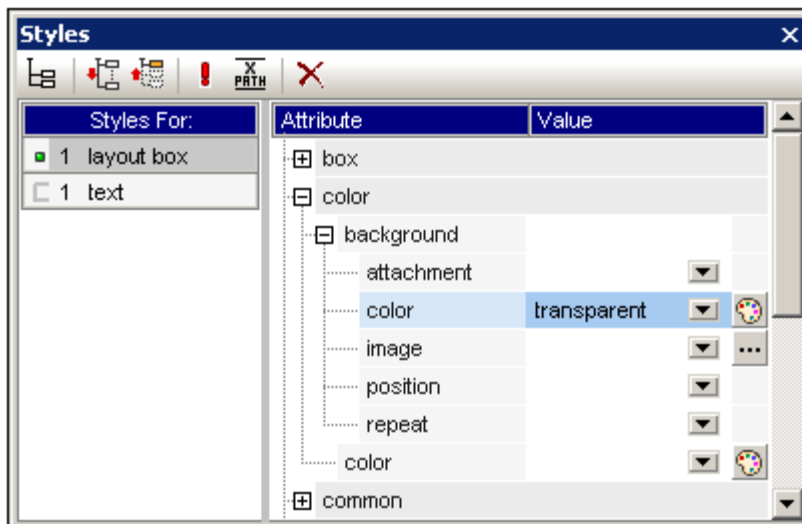 Styles
X
PATH
Styles For:
1 layout box
1 text
Attribute Value
box
color
background
attachment
color transparent
image ...
position
repeat
color
common